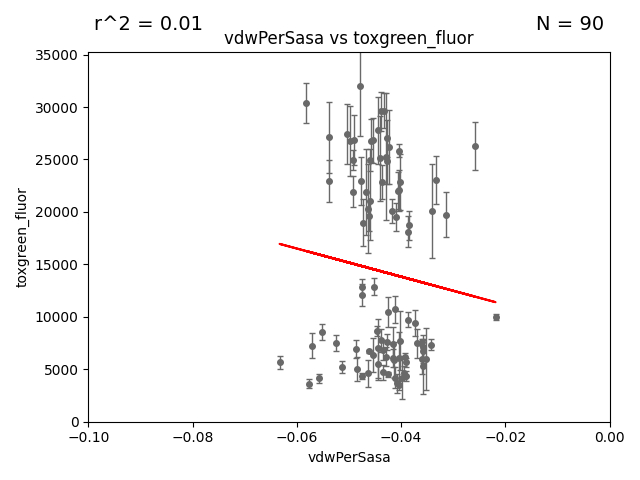 r^2 = 0.01
N = 90
vdwPerSasa vs toxgreen_fluor
35000
30000
25000
20000
15000
10000
5000
0
toxgreen_fluor
−0.10
−0.08
−0.06
−0.04
−0.02
0.00
vdwPerSasa